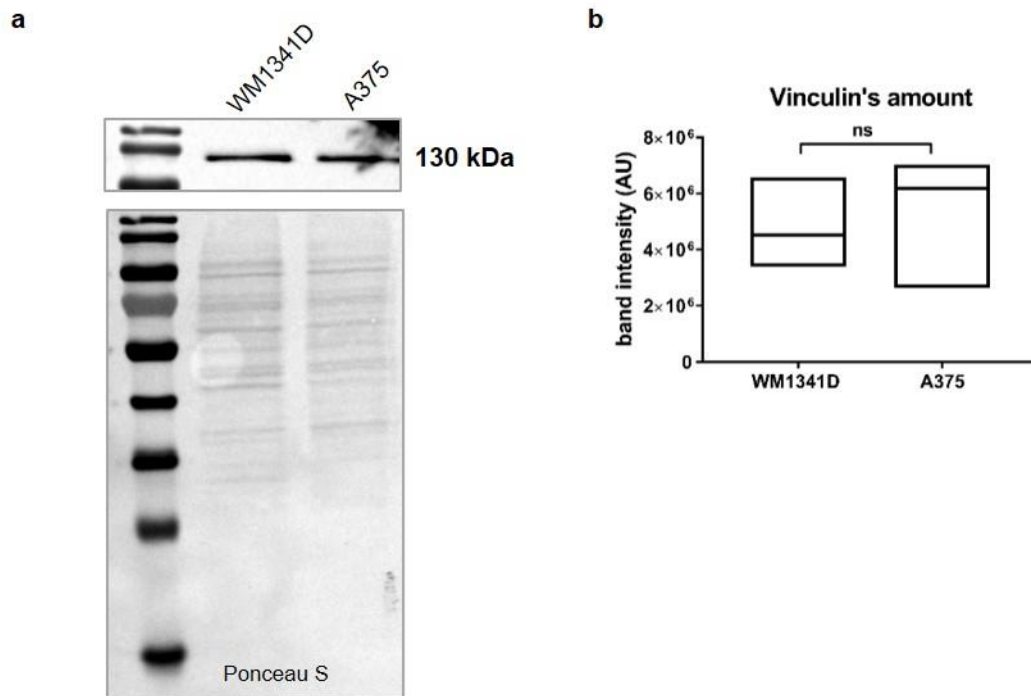 a
WM1341D
A375
130 kDa
Ponceau S
b
Vinculin's amount
ns
band intensity (AU)
8×10⁶
6×10⁶
4×10⁶
2×10⁶
0
WM1341D
A375